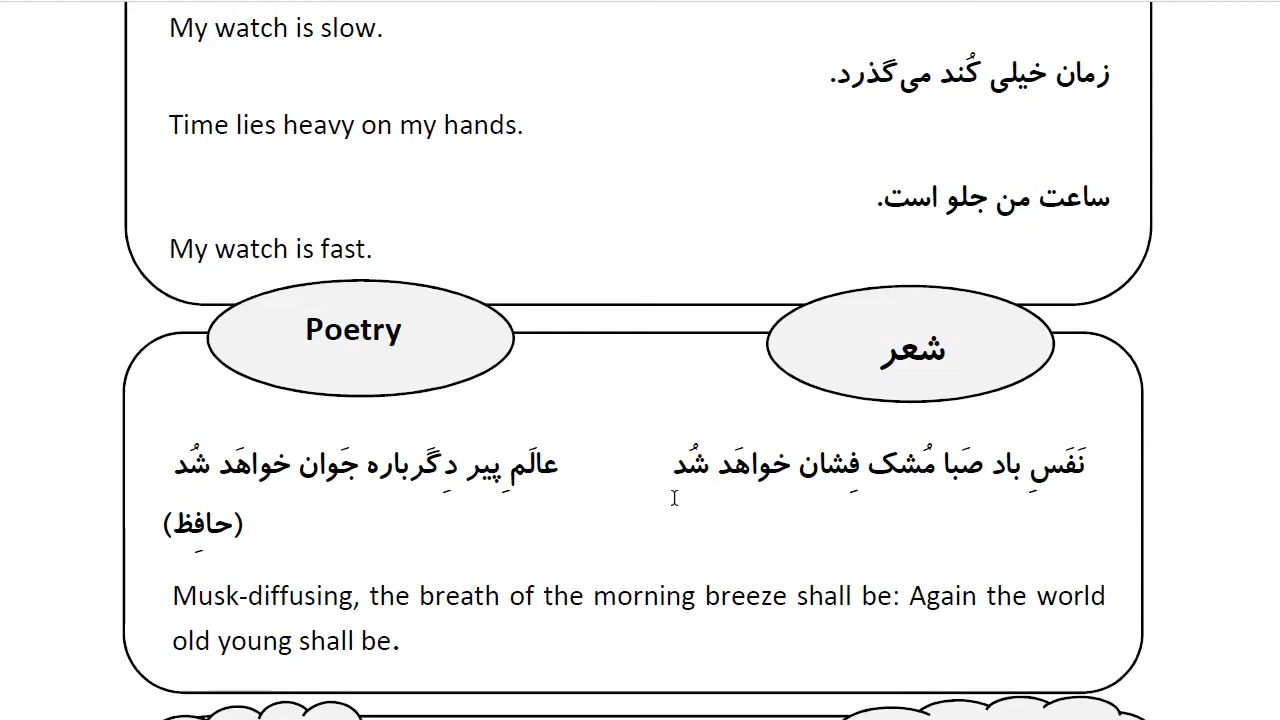 My watch is slow.
زمان خیلی کُند می‌گذرد.
Time lies heavy on my hands.
ساعت من جلو است.
My watch is fast.
Poetry
شعر
نَفَسِ باد صَبا مُشک فِشان خواهَد شُد
عالَمِ پیر دِگَرباره جَوان خواهَد شُد
(حافِظ)
Musk-diffusing, the breath of the morning breeze shall be: Again the world
old young shall be.